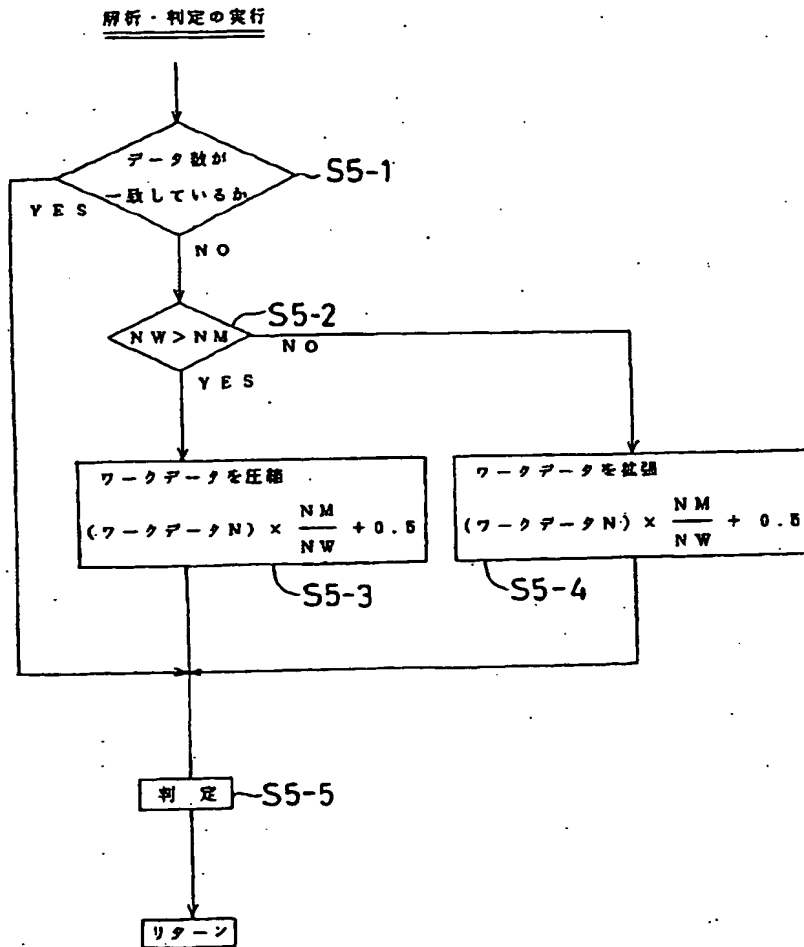 解析・判定の実行
データ数が
一致しているか
S5-1
YES
NO
NW>NM
S5-2
NO
YES
ワークデータを圧縮
(ワークデータN) × NM/NW + 0.5
S5-3
ワークデータを拡張
(ワークデータN) × NM/NW + 0.5
S5-4
判定
S5-5
リターン